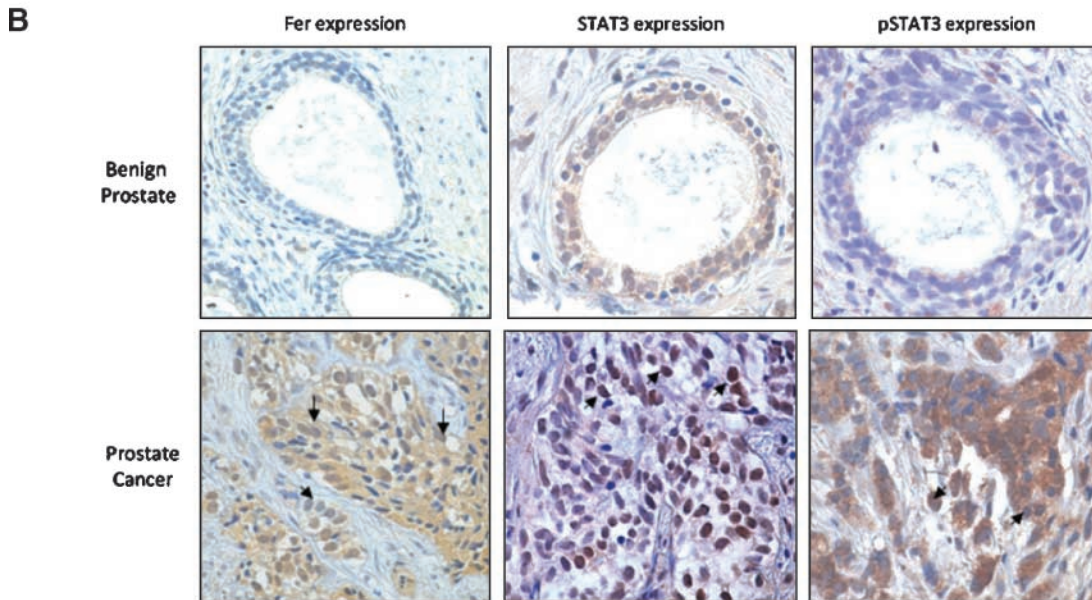 B
Fer expression
STAT3 expression
pSTAT3 expression
Benign
Prostate
Prostate
Cancer